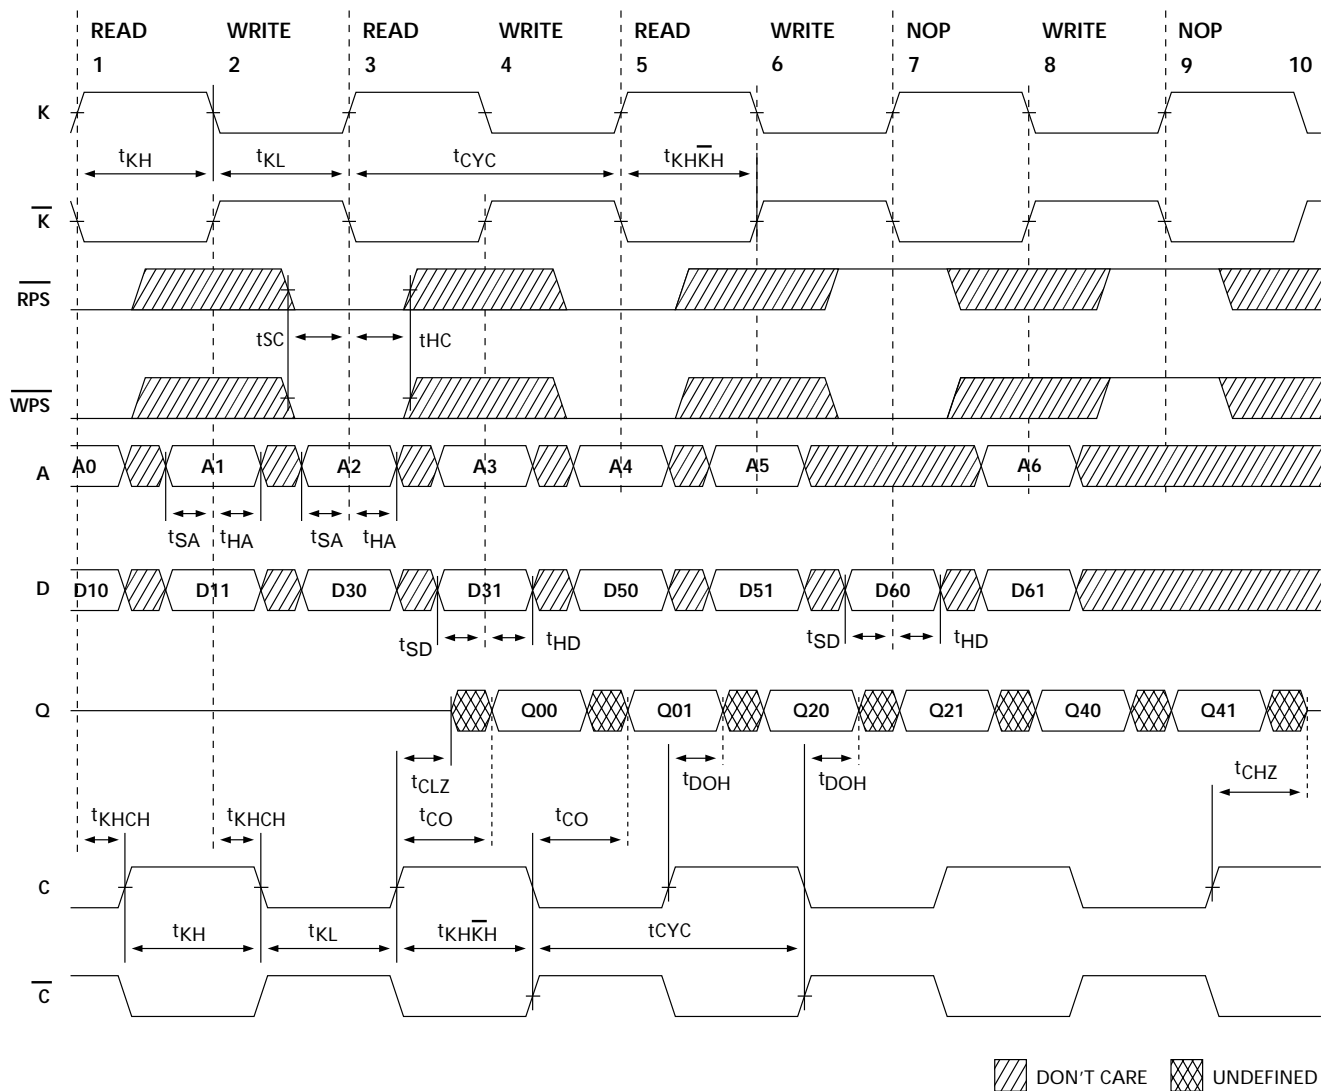 READ WRITE READ WRITE READ WRITE NOP WRITE NOP
1 2 3 4 5 6 7 8 9 10
K
tKH tKL tCYC tKHK̅H
K̅
R̅P̅S̅
tSC tHC
W̅P̅S̅
A A0 A1 A2 A3 A4 A5 A6
tSA tHA tSA tHA
D D10 D11 D30 D31 D50 D51 D60 D61
tSD tHD tSD tHD
Q Q00 Q01 Q20 Q21 Q40 Q41
tCLZ tDOH tDOH tCHZ
tKHCH tKHCH tCO tCO
C
tKH tKL tKHK̅H tCYC
C̅
DON'T CARE UNDEFINED